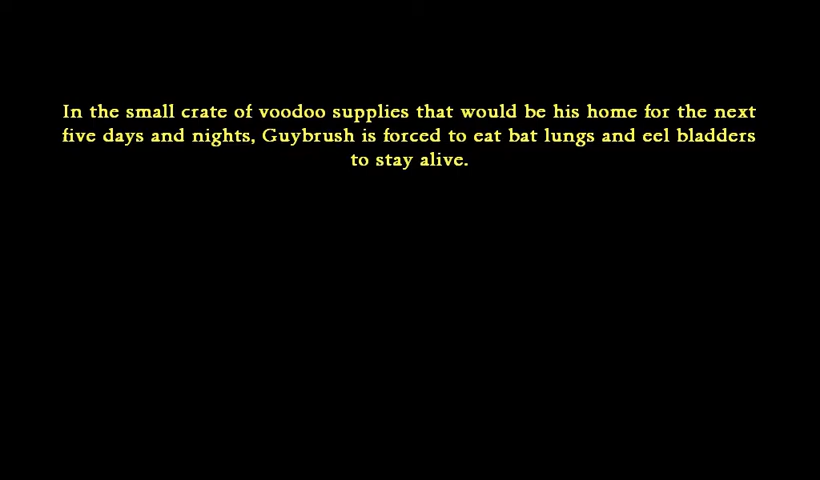 In the small crate of voodoo supplies that would be his home for the next
five days and nights, Guybrush is forced to eat bat lungs and eel bladders
to stay alive.